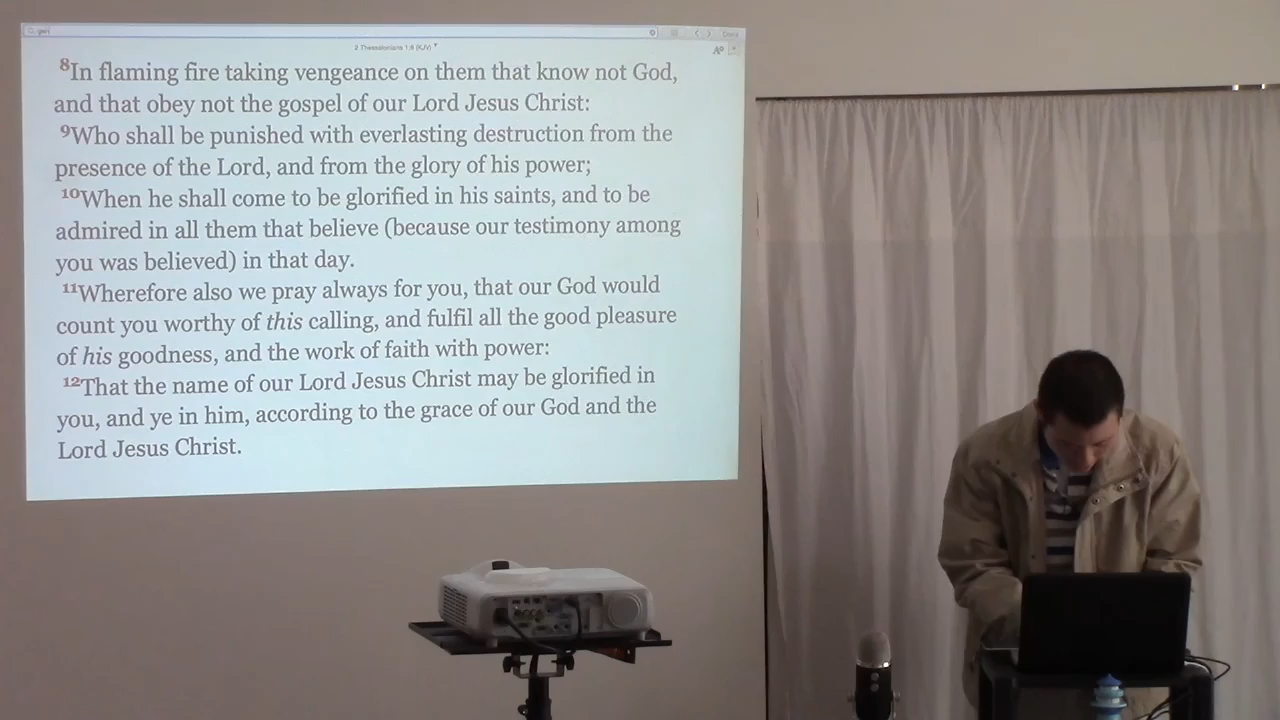 2 Thessalonians 1:8 (KJV)
8In flaming fire taking vengeance on them that know not God,
and that obey not the gospel of our Lord Jesus Christ:
9Who shall be punished with everlasting destruction from the
presence of the Lord, and from the glory of his power;
10When he shall come to be glorified in his saints, and to be
admired in all them that believe (because our testimony among
you was believed) in that day.
11Wherefore also we pray always for you, that our God would
count you worthy of this calling, and fulfil all the good pleasure
of his goodness, and the work of faith with power:
12That the name of our Lord Jesus Christ may be glorified in
you, and ye in him, according to the grace of our God and the
Lord Jesus Christ.